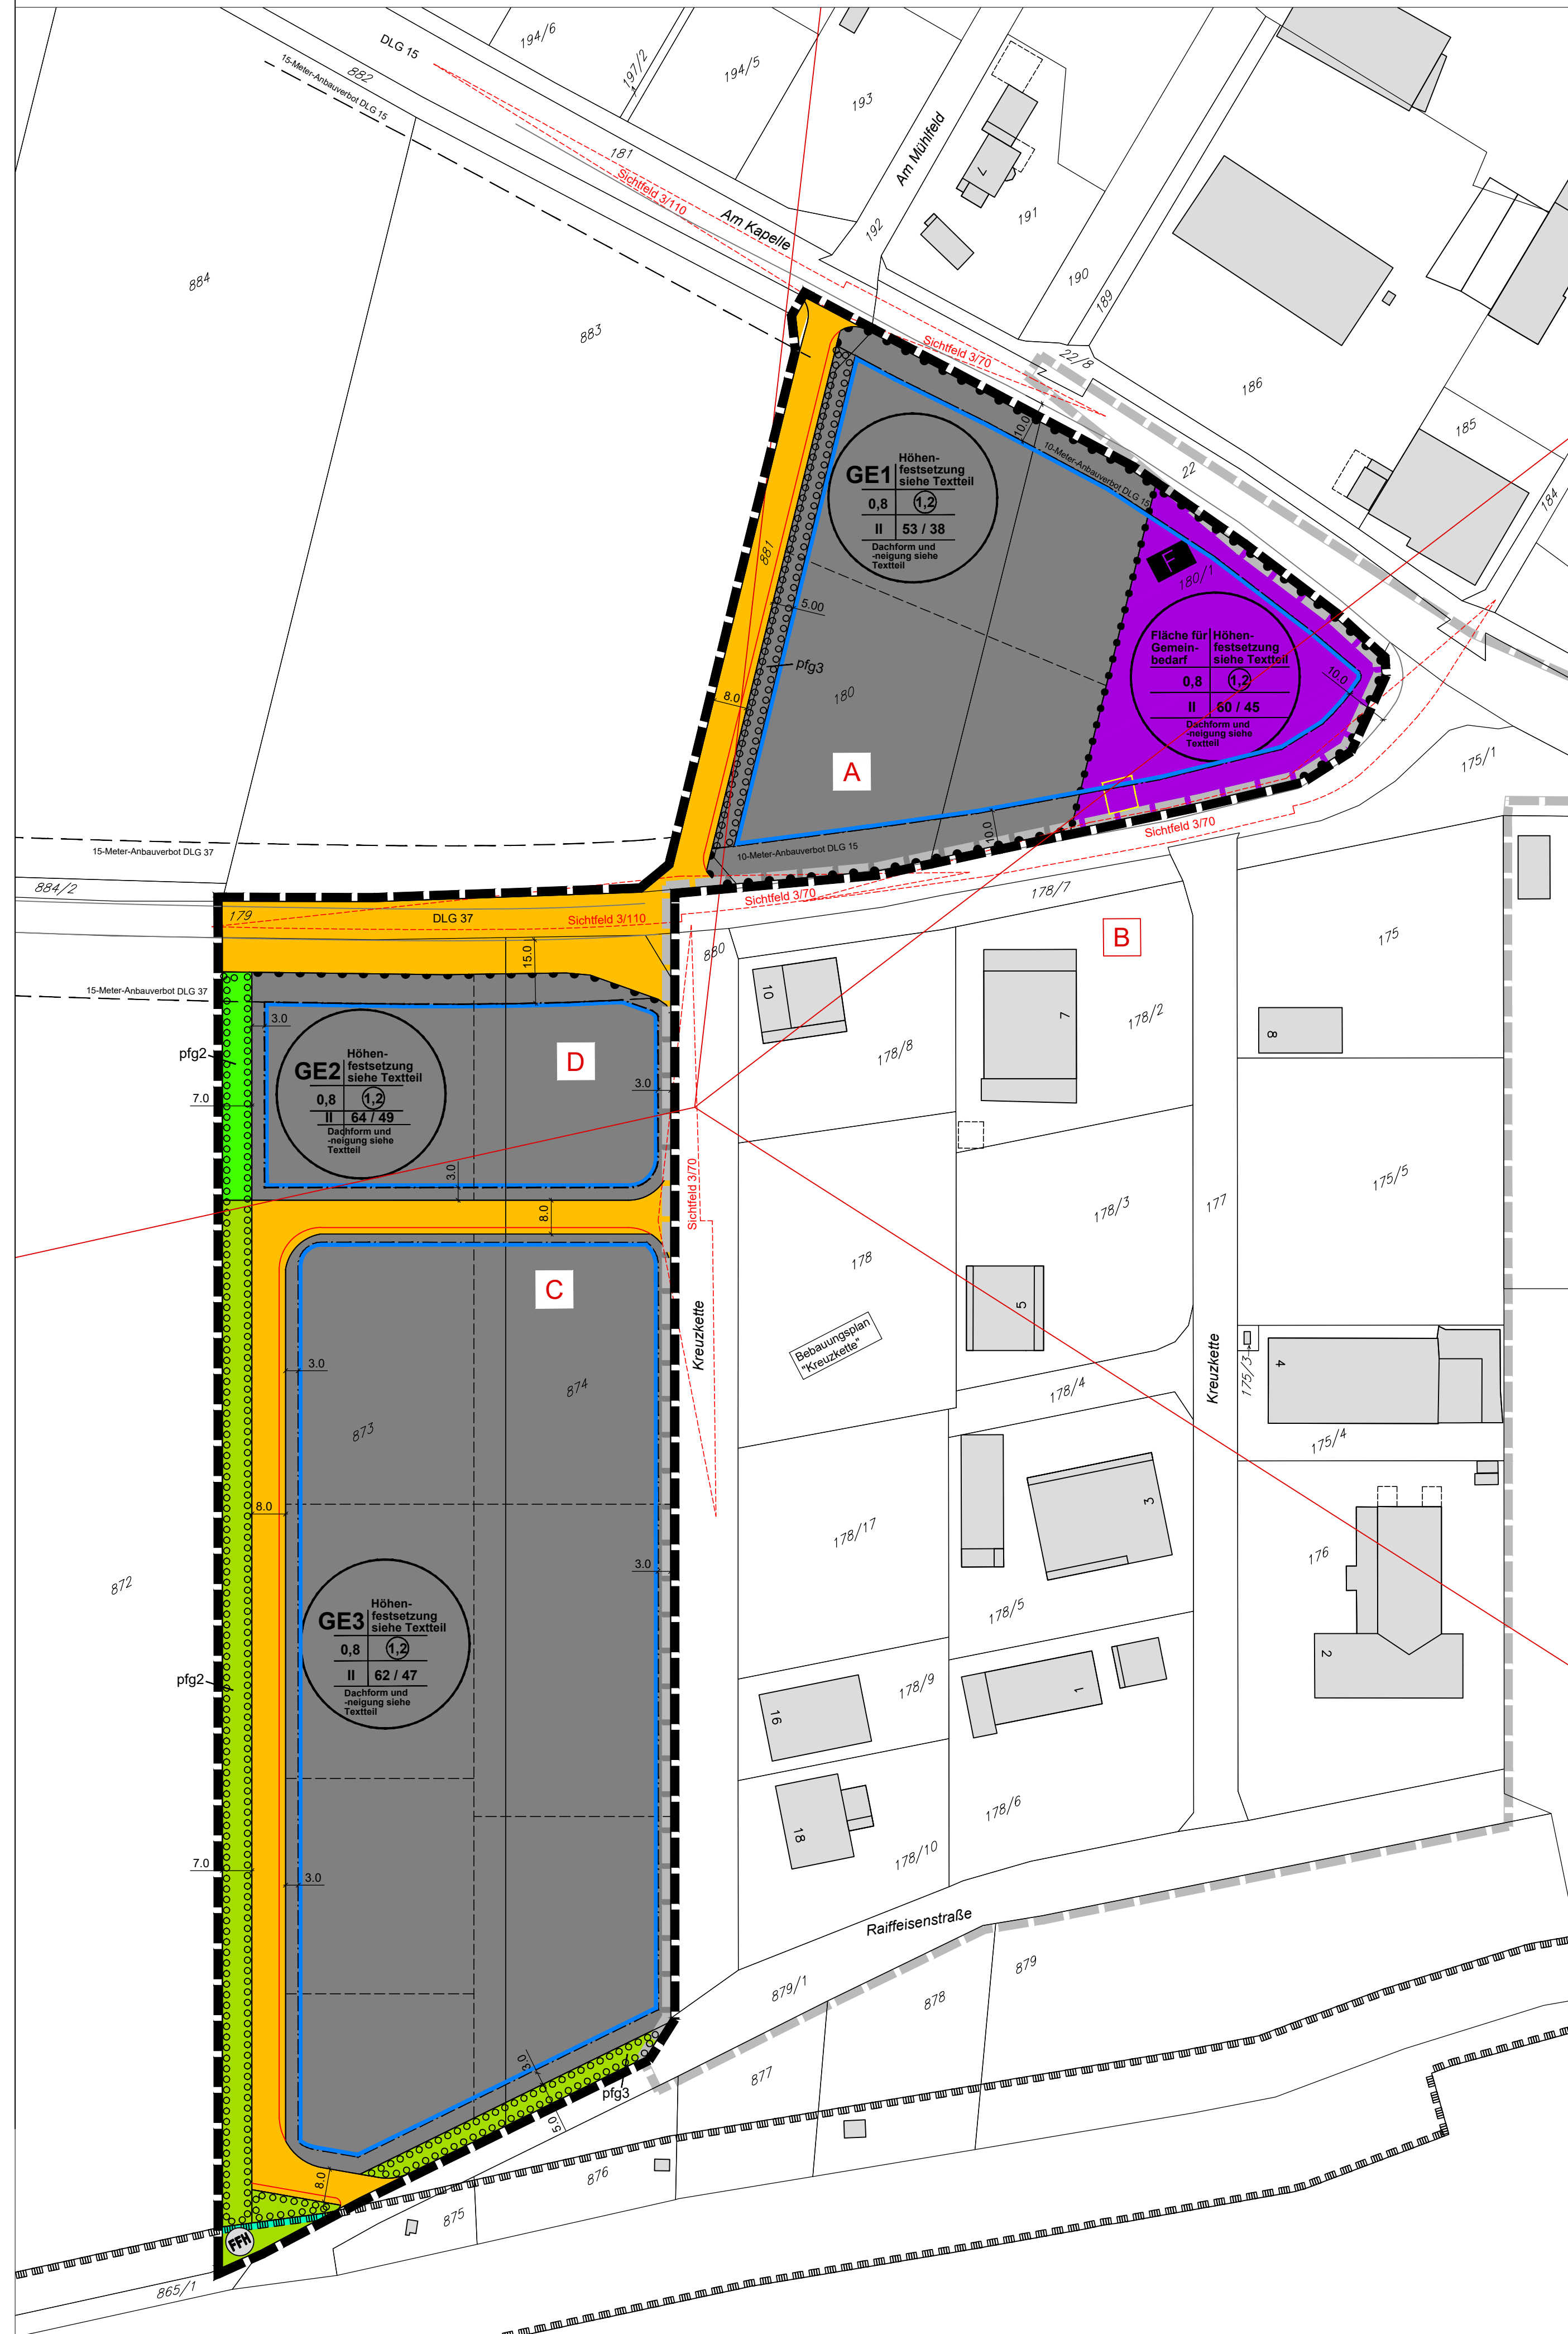 DLG 15
194/6
197/2
194/5
193
882
15-Meter-Anbauverbot DLG 15
181
Sichtfeld 3/110
Am Kapelle
Am Mühlfeld
7
192
191
190
189
884
883
Sichtfeld 3/70
22/8
186
185
184
22
10.0
10-Meter-Anbauverbot DLG 15
GE1
Höhen-
festsetzung
siehe Textteil
0,8
1,2
II
53 / 38
Dachform und
-neigung siehe
Textteil
881
F
180/1
5.00
pfg3
Fläche für
Gemein-
bedarf
Höhen-
festsetzung
siehe Textteil
0,8
1,2
II
60 / 45
Dachform und
-neigung siehe
Textteil
10.0
8.0
180
A
175/1
10.0
Sichtfeld 3/70
15-Meter-Anbauverbot DLG 37
10-Meter-Anbauverbot DLG 15
884/2
179
DLG 37
Sichtfeld 3/110
Sichtfeld 3/70
178/7
880
B
175
15.0
15-Meter-Anbauverbot DLG 37
10
7
178/2
8
3.0
pfg2
GE2
Höhen-
festsetzung
siehe Textteil
0,8
1,2
II
64 / 49
Dachform und
-neigung siehe
Textteil
D
178/8
3.0
7.0
3.0
Sichtfeld 3/70
8.0
178/3
177
175/5
178
C
5
Kreuzkette
Bebauungsplan
"Kreuzkette"
Kreuzkette
175/3
4
3.0
874
178/4
873
175/4
8.0
178/17
3
176
872
3.0
GE3
Höhen-
festsetzung
siehe Textteil
0,8
1,2
II
62 / 47
Dachform und
-neigung siehe
Textteil
178/5
2
pfg2
178/9
1
16
178/6
18
178/10
7.0
3.0
Raiffeisenstraße
879/1
878
879
877
3.0
pfg3
5.0
8.0
876
875
FFH
865/1